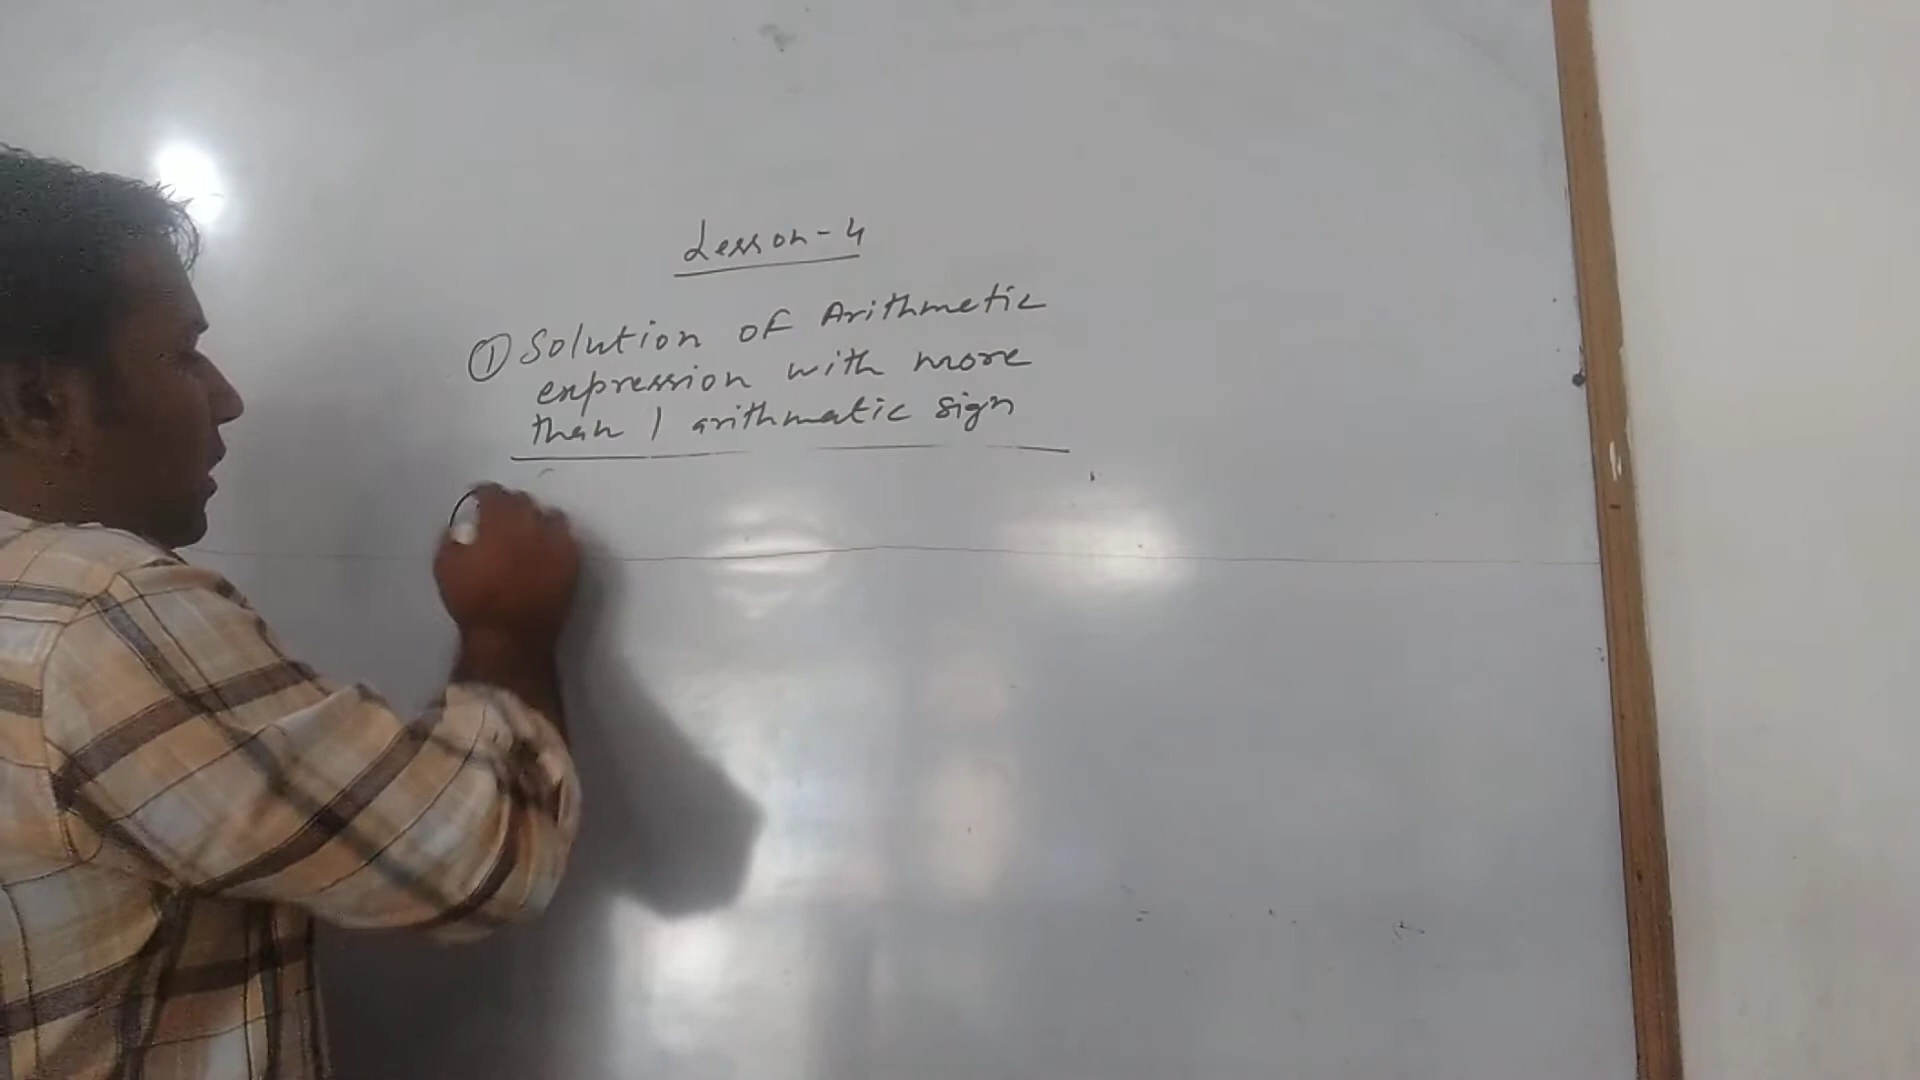 Lesson-4
① Solution of Arithmetic
expression with more
than 1 arithmatic sign